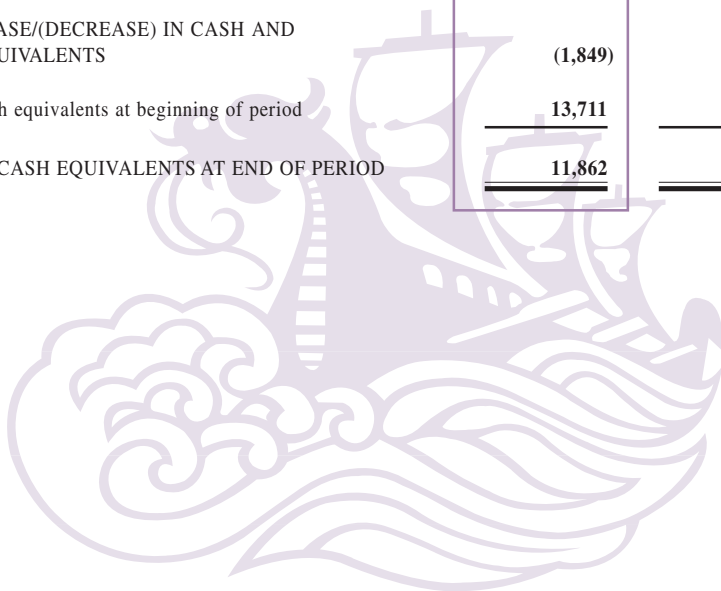 ASE/(DECREASE) IN CASH AND
UIVALENTS (1,849)
h equivalents at beginning of period 13,711
CASH EQUIVALENTS AT END OF PERIOD 11,862